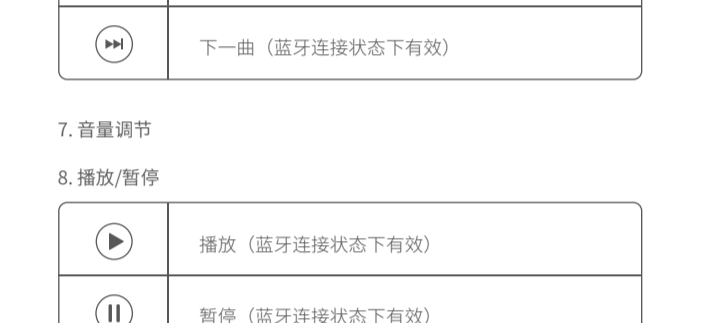 下一曲（蓝牙连接状态下有效）
7. 音量调节
8. 播放/暂停
播放（蓝牙连接状态下有效）
暂停（蓝牙连接状态下有效）